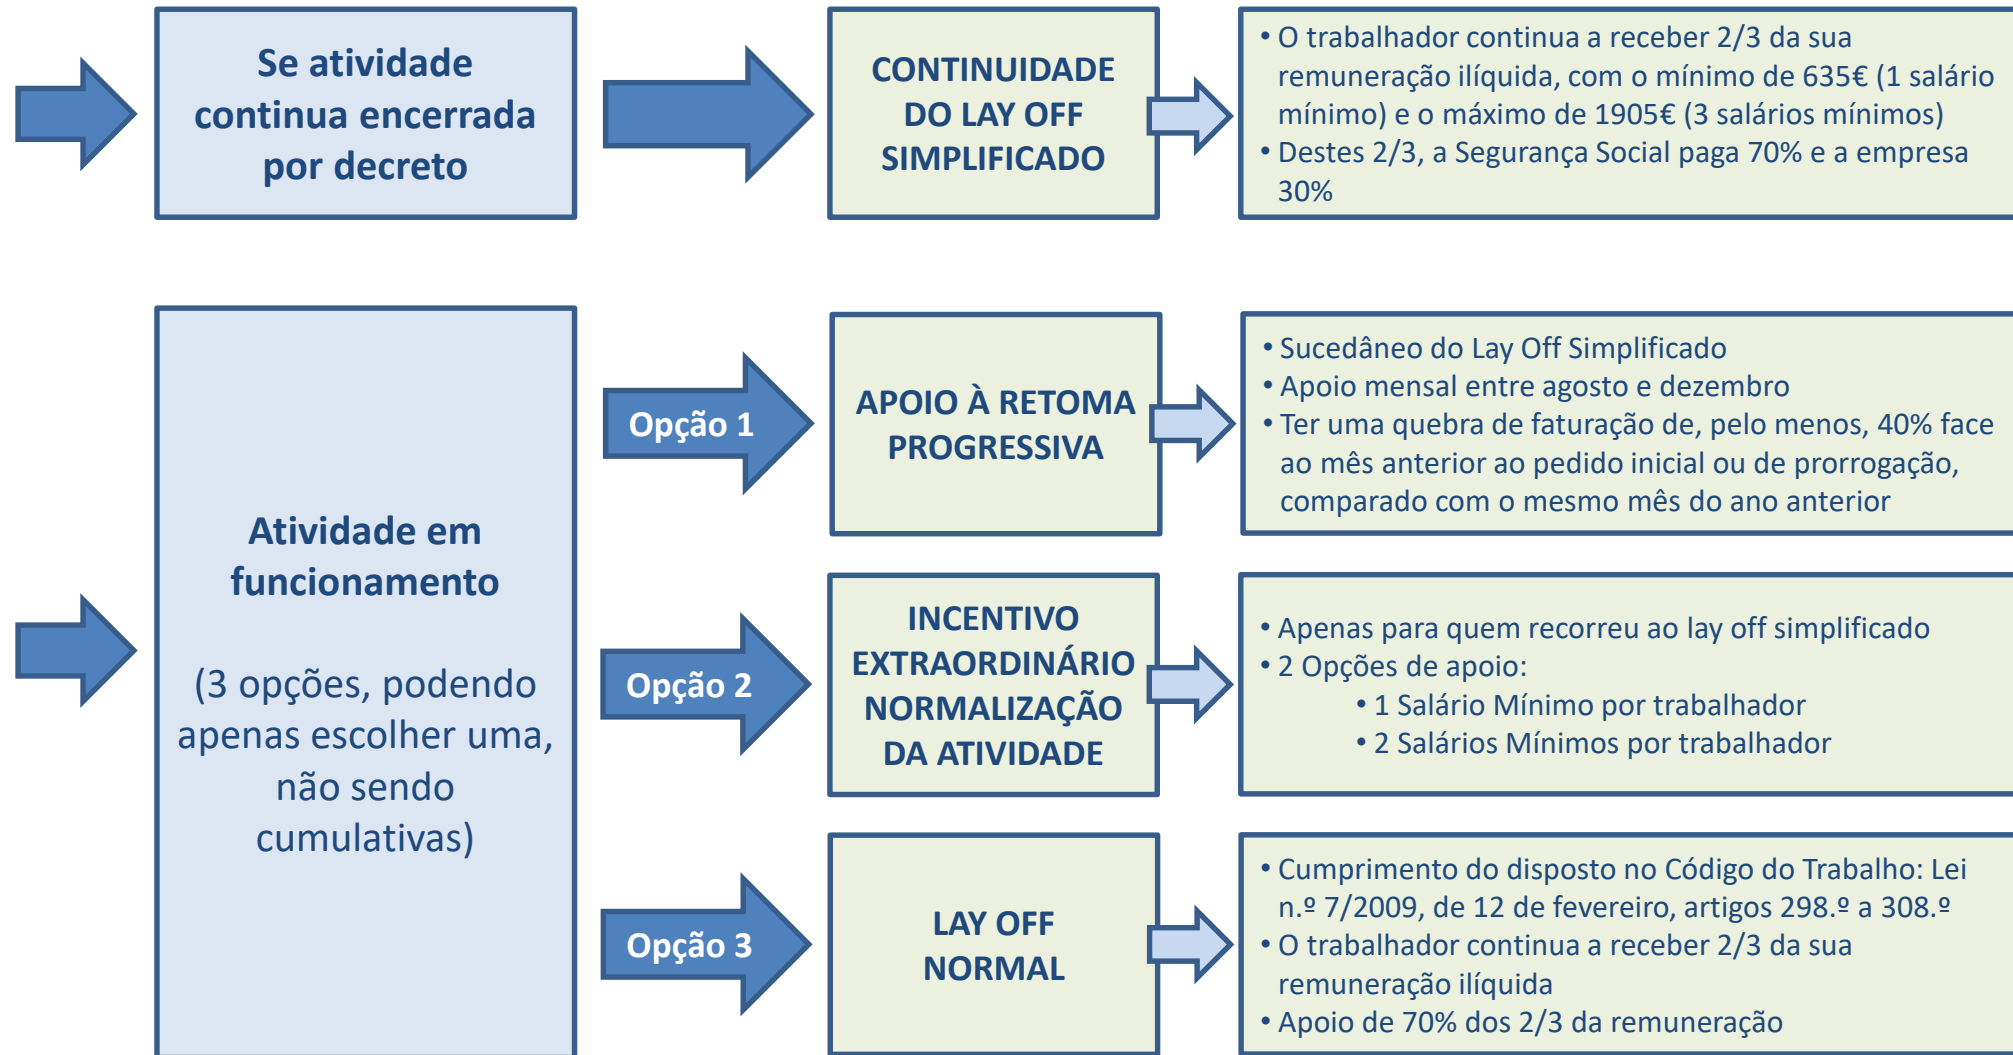 Se atividade
continua encerrada
por decreto
CONTINUIDADE
DO LAY OFF
SIMPLIFICADO
• O trabalhador continua a receber 2/3 da sua
remuneração ilíquida, com o mínimo de 635€ (1 salário
mínimo) e o máximo de 1905€ (3 salários mínimos)
• Destes 2/3, a Segurança Social paga 70% e a empresa
30%
Atividade em
funcionamento
(3 opções, podendo
apenas escolher uma,
não sendo
cumulativas)
Opção 1
APOIO À RETOMA
PROGRESSIVA
• Sucedâneo do Lay Off Simplificado
• Apoio mensal entre agosto e dezembro
• Ter uma quebra de faturação de, pelo menos, 40% face
ao mês anterior ao pedido inicial ou de prorrogação,
comparado com o mesmo mês do ano anterior
Opção 2
INCENTIVO
EXTRAORDINÁRIO
NORMALIZAÇÃO
DA ATIVIDADE
• Apenas para quem recorreu ao lay off simplificado
• 2 Opções de apoio:
• 1 Salário Mínimo por trabalhador
• 2 Salários Mínimos por trabalhador
Opção 3
LAY OFF
NORMAL
• Cumprimento do disposto no Código do Trabalho: Lei
n.º 7/2009, de 12 de fevereiro, artigos 298.º a 308.º
• O trabalhador continua a receber 2/3 da sua
remuneração ilíquida
• Apoio de 70% dos 2/3 da remuneração